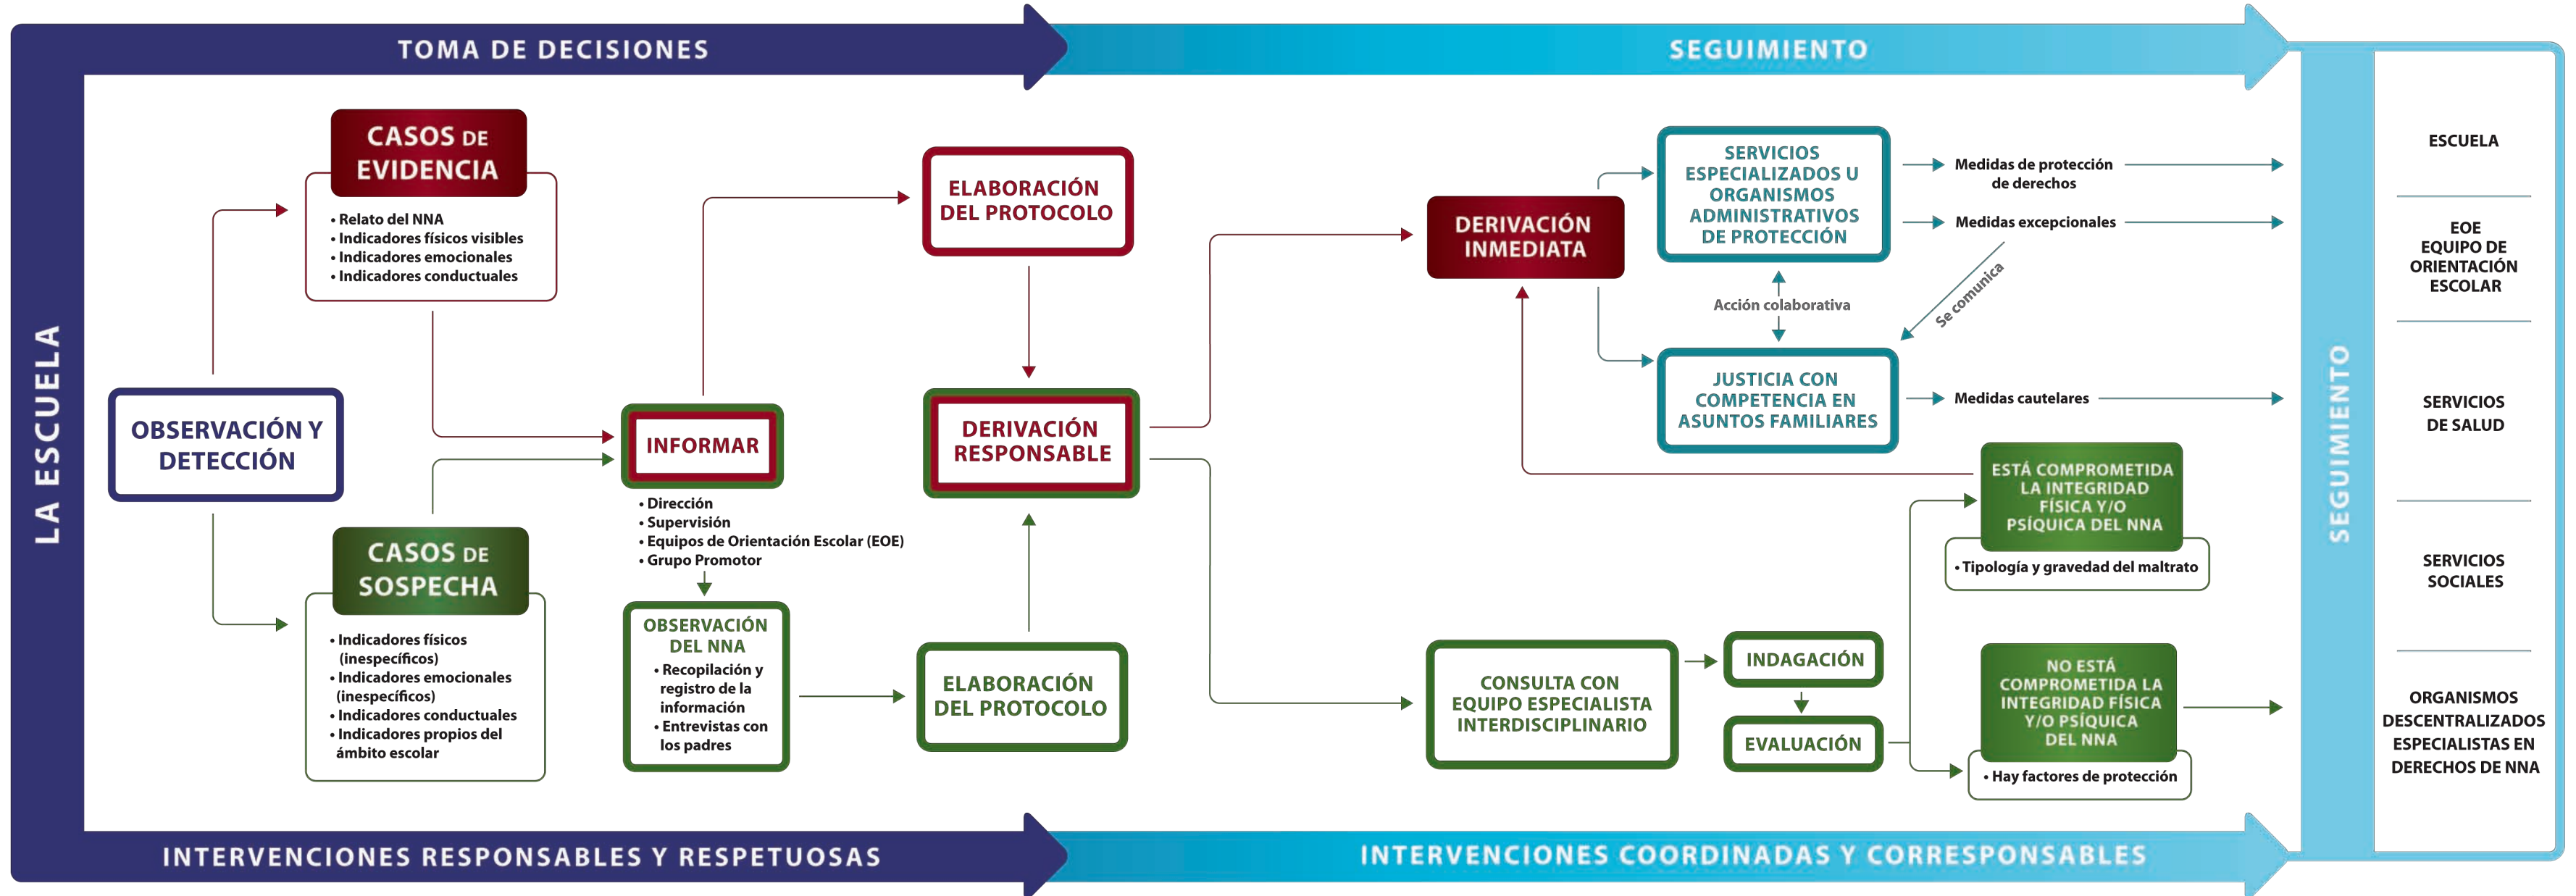 TOMA DE DECISIONES
SEGUIMIENTO
LA ESCUELA
OBSERVACIÓN Y
DETECCIÓN
CASOS DE
EVIDENCIA
• Relato del NNA
• Indicadores físicos visibles
• Indicadores emocionales
• Indicadores conductuales
CASOS DE
SOSPECHA
• Indicadores físicos
(inespecíficos)
• Indicadores emocionales
(inespecíficos)
• Indicadores conductuales
• Indicadores propios del
ámbito escolar
INFORMAR
• Dirección
• Supervisión
• Equipos de Orientación Escolar (EOE)
• Grupo Promotor
OBSERVACIÓN
DEL NNA
• Recopilación y
registro de la
información
• Entrevistas con
los padres
ELABORACIÓN
DEL PROTOCOLO
DERIVACIÓN
RESPONSABLE
ELABORACIÓN
DEL PROTOCOLO
DERIVACIÓN
INMEDIATA
SERVICIOS
ESPECIALIZADOS U
ORGANISMOS
ADMINISTRATIVOS
DE PROTECCIÓN
Medidas de protección
de derechos
Medidas excepcionales
Acción colaborativa
Se comunica
JUSTICIA CON
COMPETENCIA EN
ASUNTOS FAMILIARES
Medidas cautelares
ESTÁ COMPROMETIDA
LA INTEGRIDAD
FÍSICA Y/O
PSÍQUICA DEL NNA
• Tipología y gravedad del maltrato
CONSULTA CON
EQUIPO ESPECIALISTA
INTERDISCIPLINARIO
INDAGACIÓN
EVALUACIÓN
NO ESTÁ
COMPROMETIDA LA
INTEGRIDAD FÍSICA
Y/O PSÍQUICA
DEL NNA
• Hay factores de protección
SEGUIMIENTO
ESCUELA
EOE
EQUIPO DE
ORIENTACIÓN
ESCOLAR
SERVICIOS
DE SALUD
SERVICIOS
SOCIALES
ORGANISMOS
DESCENTRALIZADOS
ESPECIALISTAS EN
DERECHOS DE NNA
INTERVENCIONES RESPONSABLES Y RESPETUOSAS
INTERVENCIONES COORDINADAS Y CORRESPONSABLES